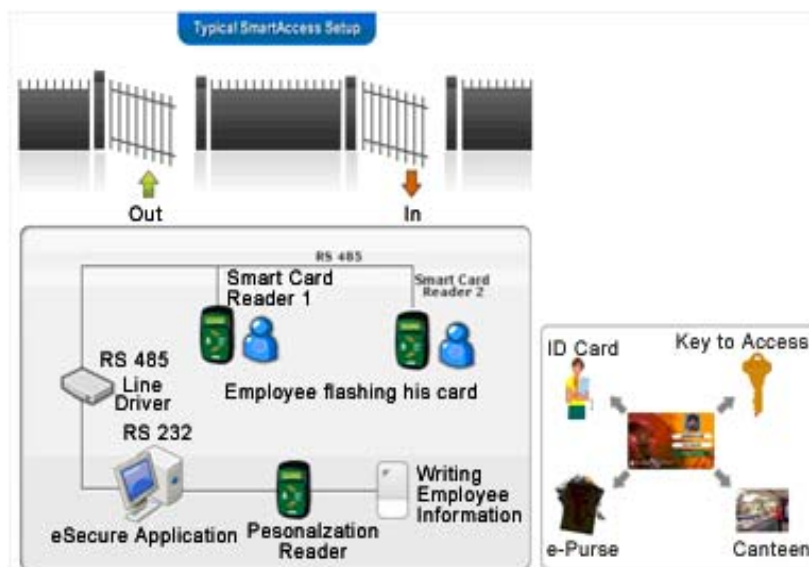 Typical SmartAccess Setup
Out
In
RS 485
Smart Card
Reader 1
Smart Card
Reader 2
RS 485
Line
Driver
Employee flashing his card
RS 232
eSecure Application
Pesonalzation
Reader
Writing
Employee
Information
ID Card
Key to Access
e-Purse
Canteen